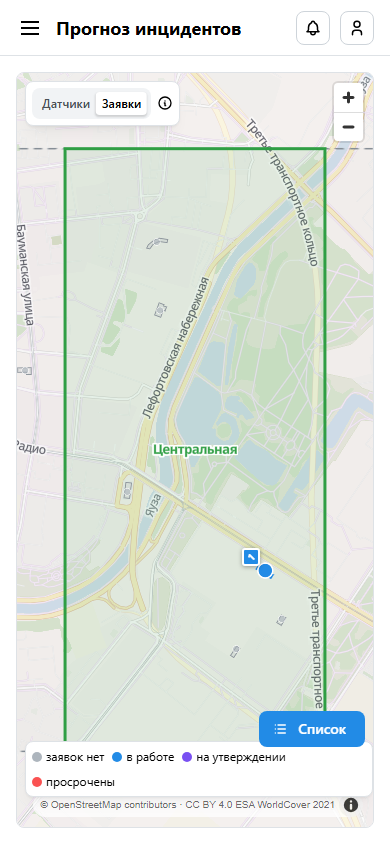 Прогноз инцидентов
Датчики Заявки
Третье транспортное кольцо
Бауманская улица
Лефортовская набережная
Радио
Центральная
Яуза
Третье транспортное
Список
заявок нет в работе на утверждении
просрочены
© OpenStreetMap contributors · CC BY 4.0 ESA WorldCover 2021